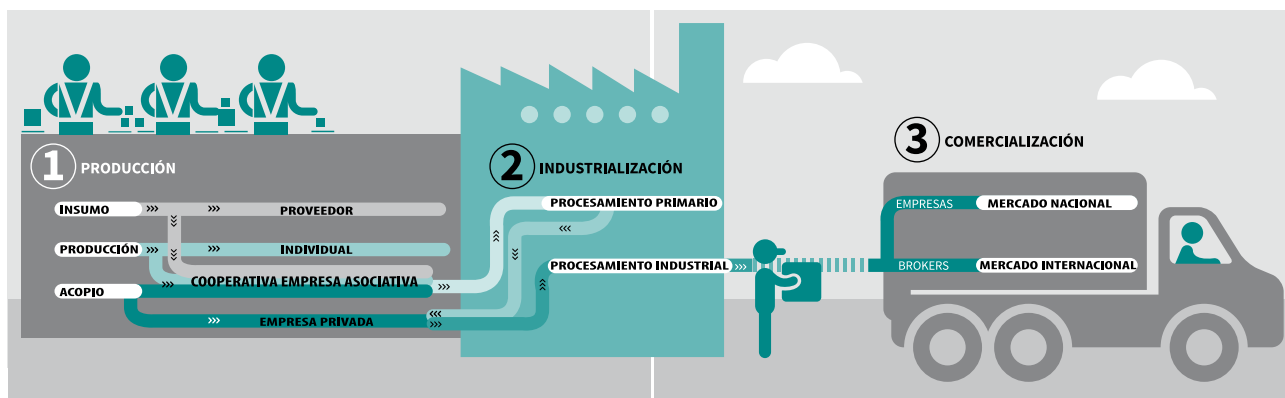 1 PRODUCCIÓN
INSUMO >>> >>> PROVEEDOR
PRODUCCIÓN >>> >>> INDIVIDUAL
>>> COOPERATIVA EMPRESA ASOCIATIVA >>>
ACOPIO
>>> EMPRESA PRIVADA
2 INDUSTRIALIZACIÓN
PROCESAMIENTO PRIMARIO
PROCESAMIENTO INDUSTRIAL >>>
3 COMERCIALIZACIÓN
EMPRESAS MERCADO NACIONAL
BROKERS MERCADO INTERNACIONAL